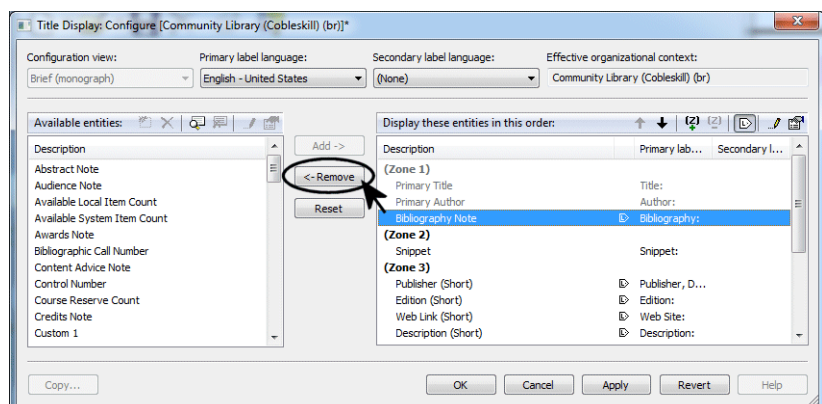 Title Display: Configure [Community Library (Cobleskill) (br)]*
Configuration view:
Primary label language:
Secondary label language:
Effective organizational context:
Brief (monograph)
English - United States
(None)
Community Library (Cobleskill) (br)
Available entities:
Display these entities in this order:
Description
Abstract Note
Audience Note
Available Local Item Count
Available System Item Count
Awards Note
Bibliographic Call Number
Content Advice Note
Control Number
Course Reserve Count
Credits Note
Custom 1
Add ->
<- Remove
Reset
Description Primary lab... Secondary l...
(Zone 1)
Primary Title Title:
Primary Author Author:
Bibliography Note Bibliography:
(Zone 2)
Snippet Snippet:
(Zone 3)
Publisher (Short) Publisher, D...
Edition (Short) Edition:
Web Link (Short) Web Site:
Description (Short) Description:
Copy...
OK
Cancel
Apply
Revert
Help